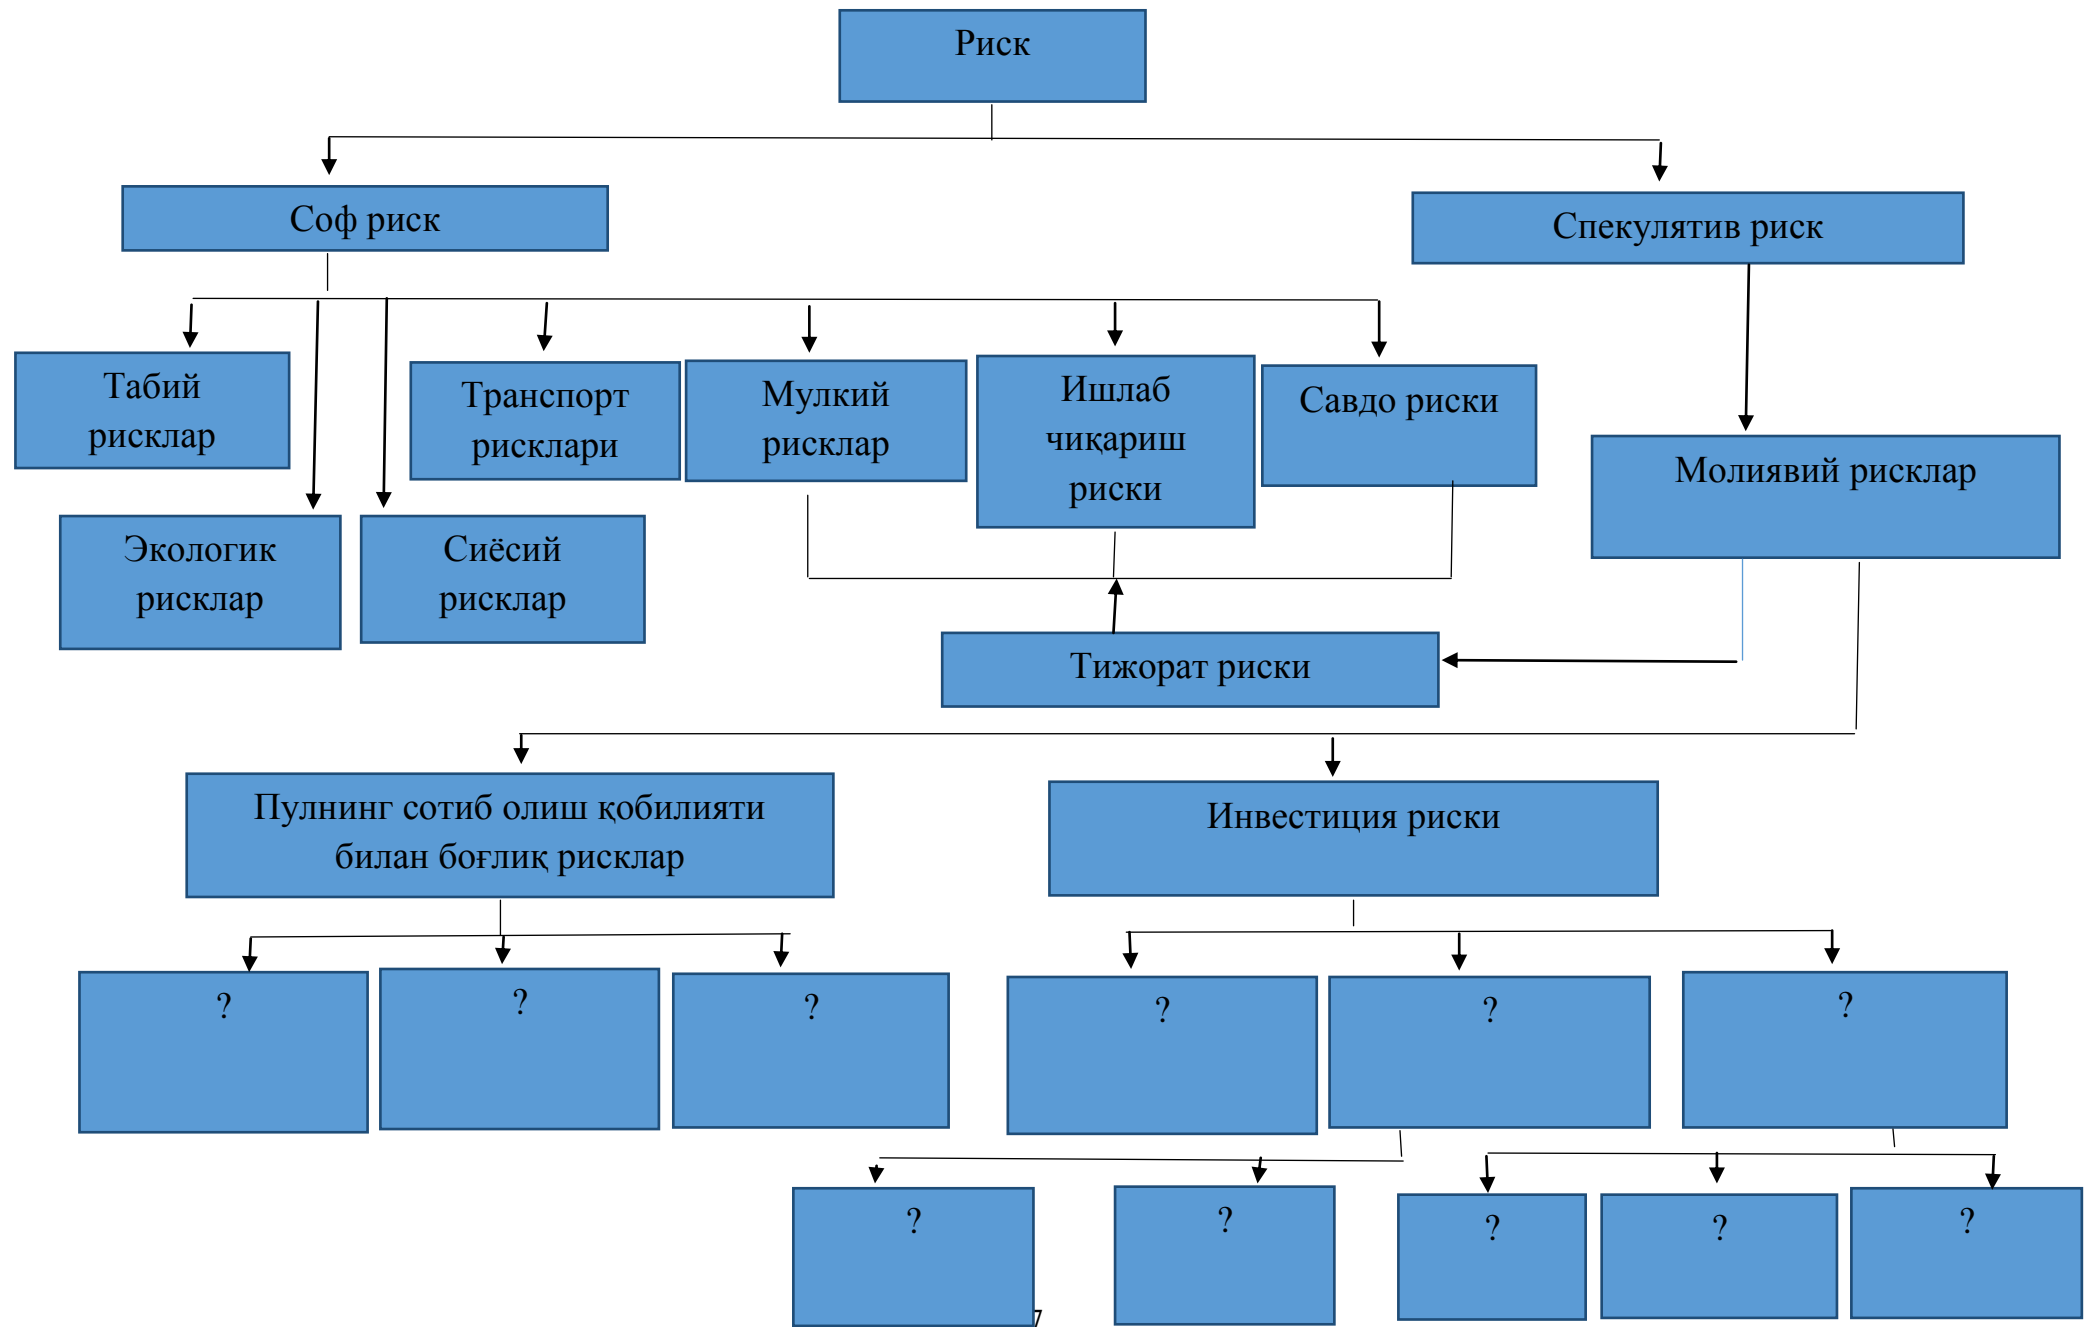 Риск
Соф риск
Спекулятив риск
Табий
рисклар
Транспорт
рисклари
Мулкий
рисклар
Ишлаб
чиқариш
риски
Савдо риски
Молиявий рисклар
Экологик
рисклар
Сиёсий
рисклар
Тижорат риски
Пулнинг сотиб олиш қобилияти
билан боғлиқ рисклар
Инвестиция риски
?
?
?
?
?
?
?
?
?
?
?
7